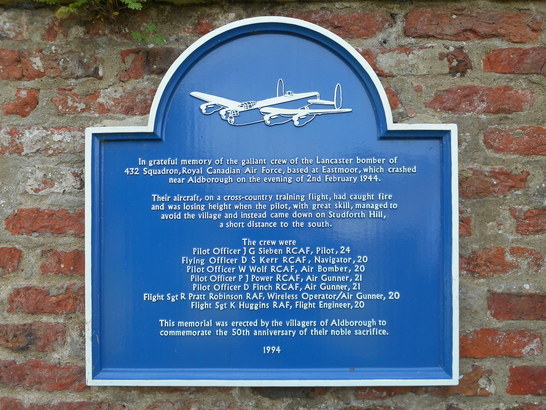 In grateful memory of the gallant crew of the Lancaster bomber of
432 Squadron, Royal Canadian Air Force, based at Eastmoor, which crashed
near Aldborough on the evening of 2nd February 1944.
Their aircraft, on a cross-country training flight, had caught fire
and was losing height when the pilot, with great skill, managed to
avoid the village and instead came down on Studforth Hill,
a short distance to the south.
The crew were
Pilot Officer J G Sieben RCAF, Pilot, 24
Flying Officer D S Kerr RCAF, Navigator, 20
Pilot Officer W Wolf RCAF, Air Bomber, 20
Pilot Officer P J Power RCAF, Air Gunner, 21
Pilot Officer D Finch RCAF, Air Gunner, 21
Flight Sgt R Pratt Robinson RAF, Wireless Operator/Air Gunner, 20
Flight Sgt K Huggins RAF, Flight Engineer, 20
This memorial was erected by the villagers of Aldborough to
commemorate the 50th anniversary of their noble sacrifice.
1994